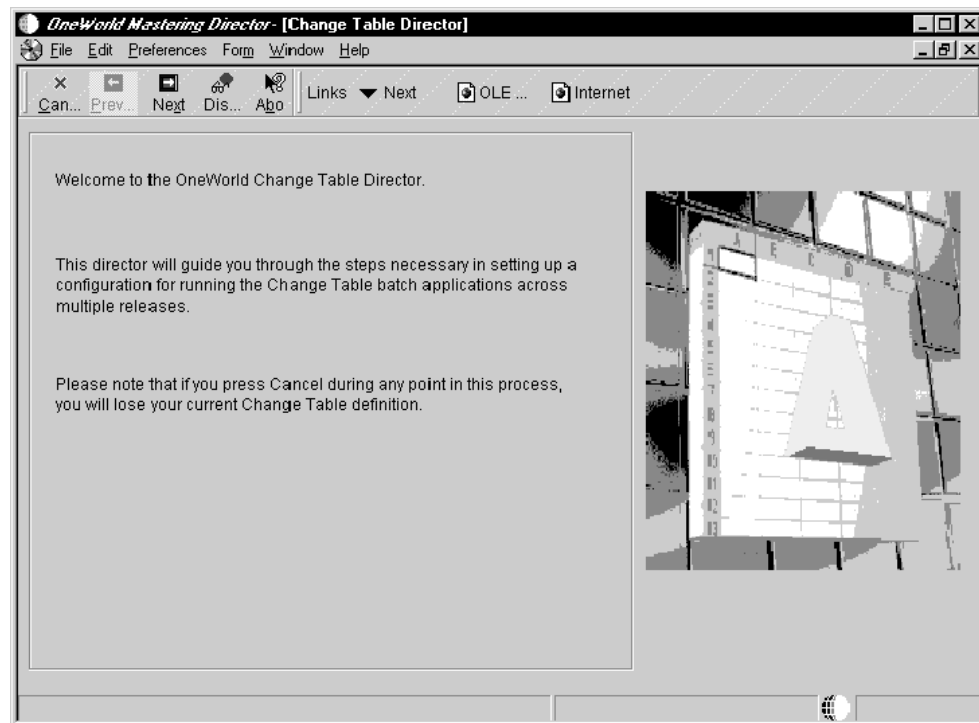 OneWorld Mastering Director - [Change Table Director]
File Edit Preferences Form Window Help
Can... Prev... Next Dis... Abo Links Next OLE ... Internet
Welcome to the OneWorld Change Table Director.
This director will guide you through the steps necessary in setting up a
configuration for running the Change Table batch applications across
multiple releases.
Please note that if you press Cancel during any point in this process,
you will lose your current Change Table definition.
A